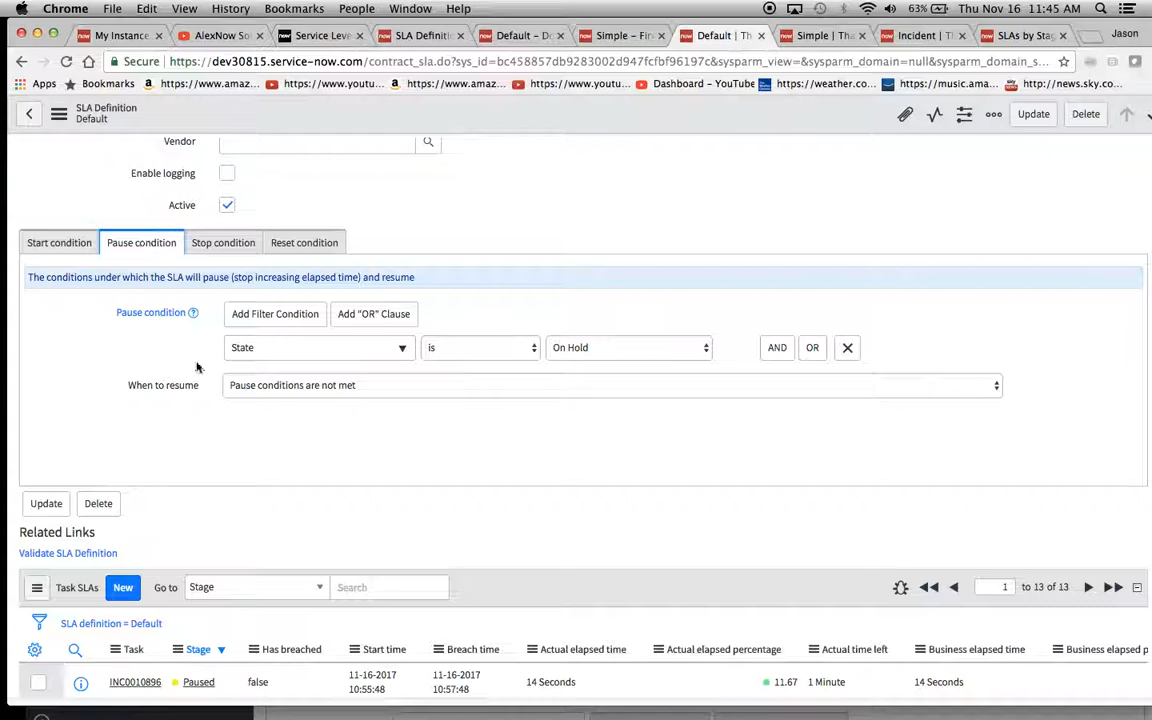 Chrome File Edit View History Bookmarks People Window Help 63% Thu Nov 16 11:45 AM
My Instance AlexNow So Service Leve SLA Definiti Default – D Simple – Fir Default | Th Simple | Tha Incident | Th SLAs by Stag Jason
Secure https://dev30815.service-now.com/contract_sla.do?sys_id=bc458857db9283002d947fcfbf96197c&sysparm_view=&sysparm_domain=null&sysparm_domain_s...
Apps Bookmarks https://www.amaz... https://www.youtu... https://www.amaz... https://www.youtu... Dashboard - YouTube https://weather.co... https://music.ama... http://news.sky.co...
SLA Definition
Default
Update Delete
Vendor
Enable logging
Active
Start condition Pause condition Stop condition Reset condition
The conditions under which the SLA will pause (stop increasing elapsed time) and resume
Pause condition ? Add Filter Condition Add "OR" Clause
State is On Hold AND OR
When to resume Pause conditions are not met
Update Delete
Related Links
Validate SLA Definition
Task SLAs New Go to Stage Search 1 to 13 of 13
SLA definition = Default
Task Stage Has breached Start time Breach time Actual elapsed time Actual elapsed percentage Actual time left Business elapsed time Business elapsed p
INC0010896 Paused false 11-16-2017 10:55:48 11-16-2017 10:57:48 14 Seconds 11.67 1 Minute 14 Seconds